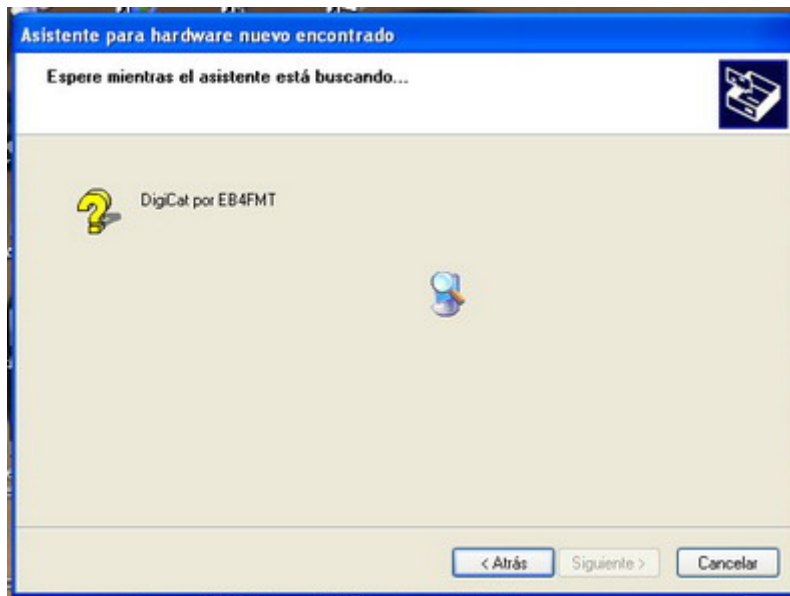 Asistente para hardware nuevo encontrado
Espere mientras el asistente está buscando...
DigiCat por EB4FMT
< Atrás
Siguiente >
Cancelar